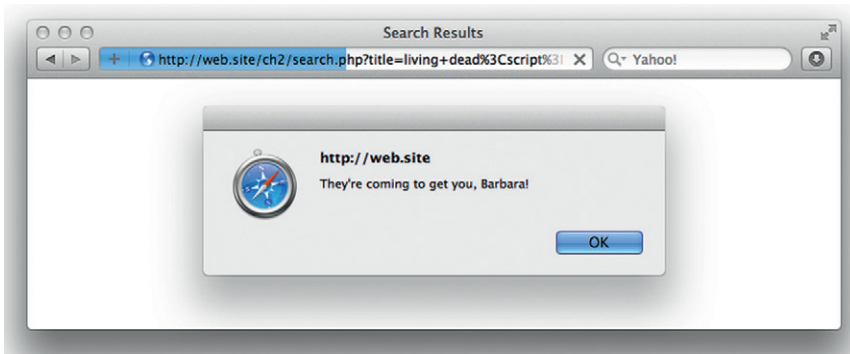 Search Results
http://web.site/ch2/search.php?title=living+dead%3Cscript%3
Yahoo!
http://web.site
They're coming to get you, Barbara!
OK